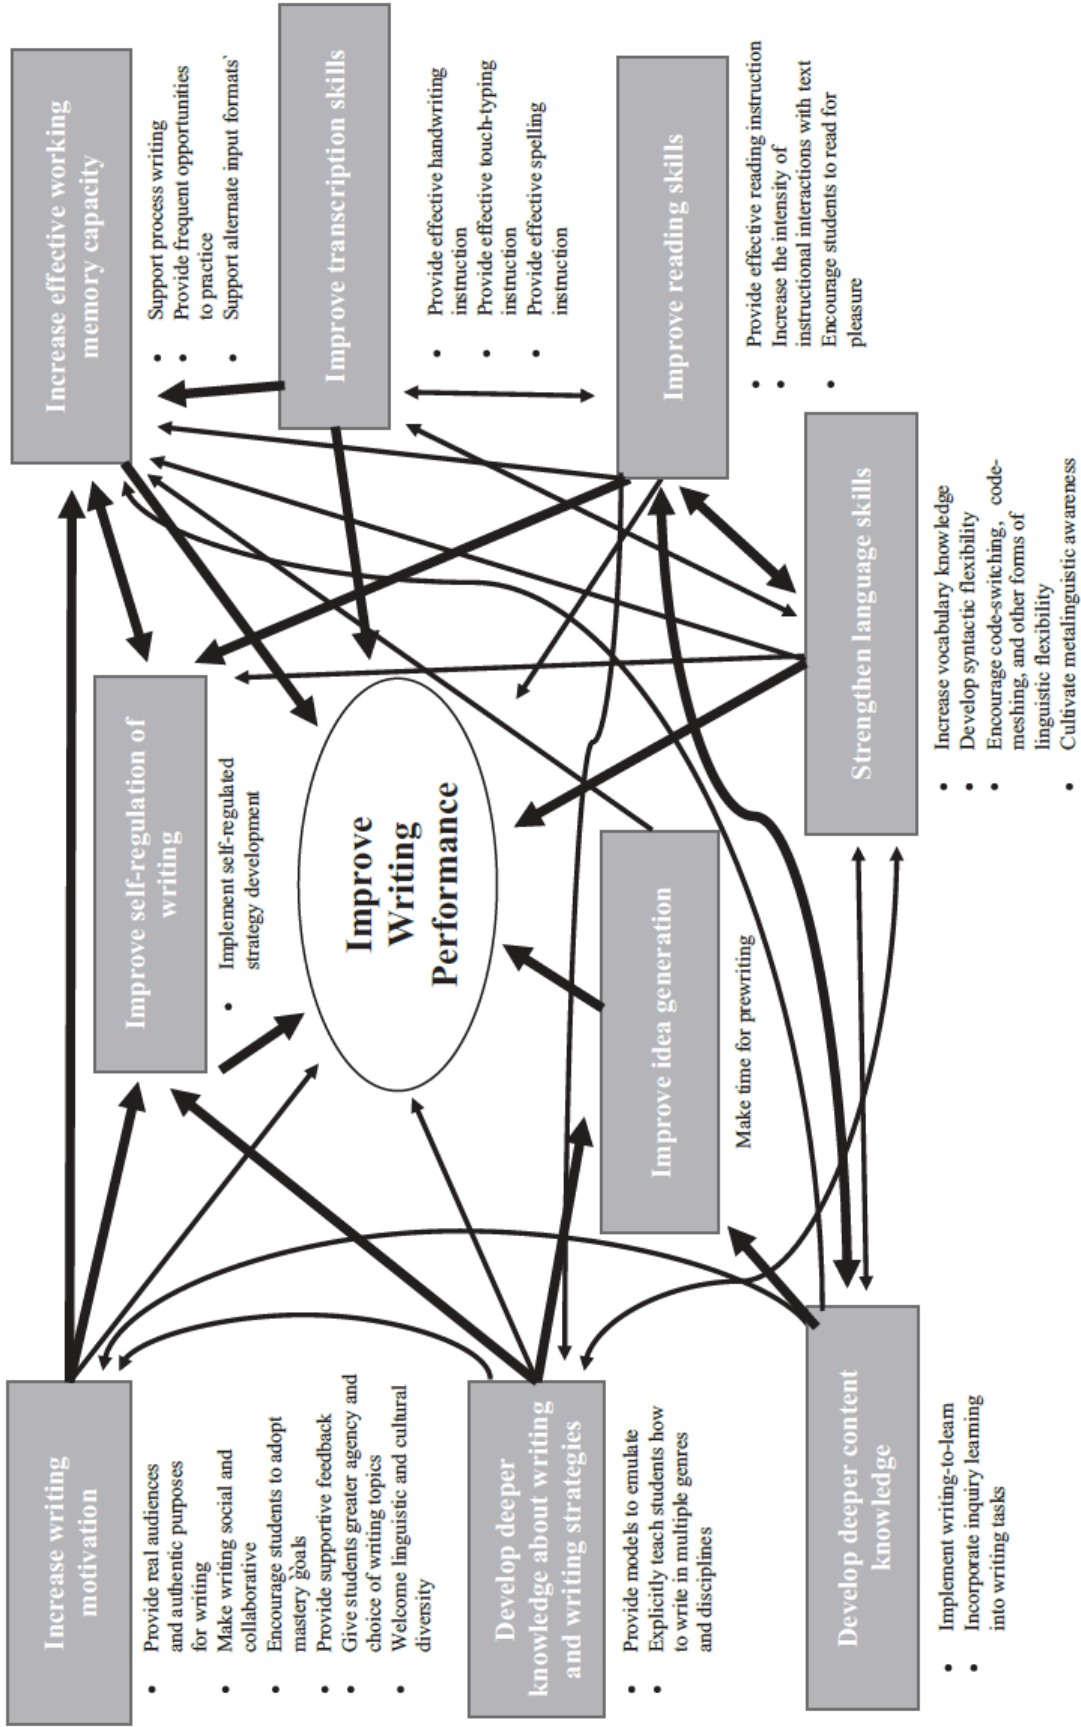 Increase writing
motivation
• Provide real audiences
and authentic purposes
for writing
• Make writing social and
collaborative
• Encourage students to adopt
mastery goals
• Provide supportive feedback
• Give students greater agency and
choice of writing topics
• Welcome linguistic and cultural
diversity
Develop deeper
knowledge about writing
and writing strategies
• Provide models to emulate
• Explicitly teach students how
to write in multiple genres
and disciplines
Develop deeper content
knowledge
• Implement writing-to-learn
• Incorporate inquiry learning
into writing tasks
Improve self-regulation of
writing
• Implement self-regulated
strategy development
Improve
Writing
Performance
Improve idea generation
Make time for prewriting
Increase effective working
memory capacity
• Support process writing
• Provide frequent opportunities
to practice
• Support alternate input formats`
Improve transcription skills
• Provide effective handwriting
instruction
• Provide effective touch-typing
instruction
• Provide effective spelling
instruction
Improve reading skills
• Provide effective reading instruction
• Increase the intensity of
instructional interactions with text
• Encourage students to read for
pleasure
Strengthen language skills
• Increase vocabulary knowledge
• Develop syntactic flexibility
• Encourage code-switching, code-
meshing, and other forms of
linguistic flexibility
• Cultivate metalinguistic awareness